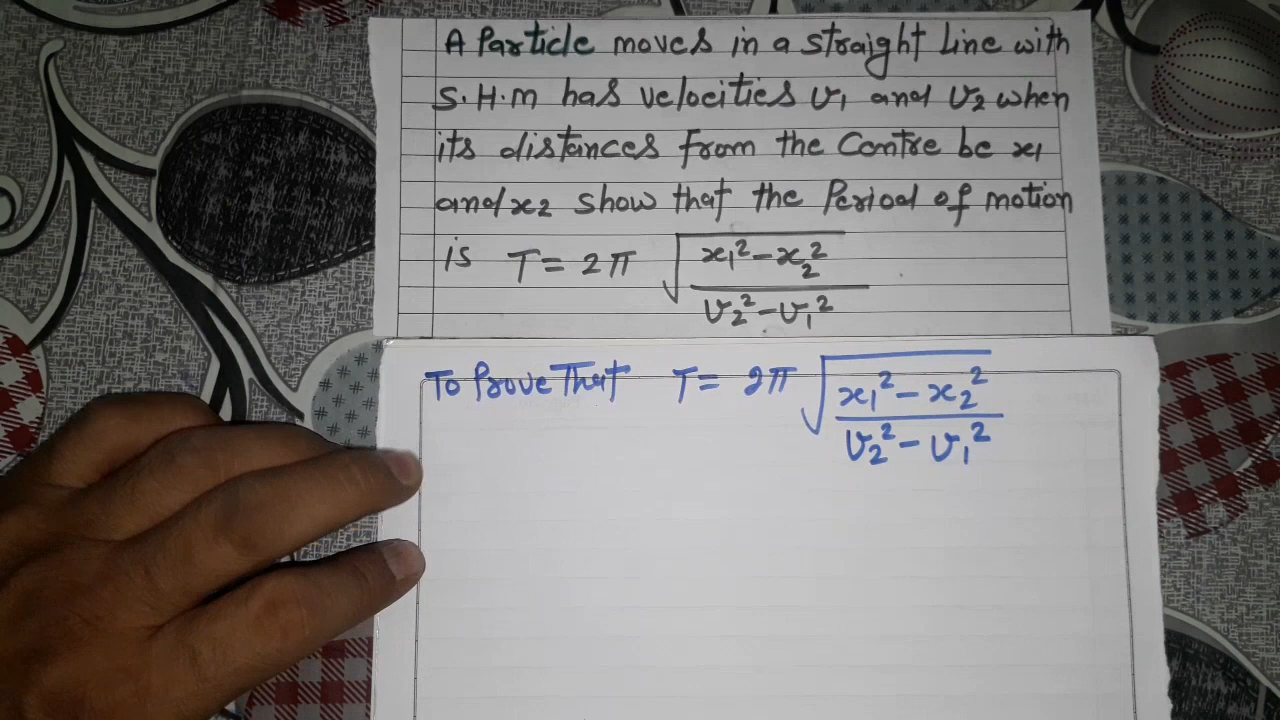 A Particle moves in a straight line with
S.H.m has velocities v₁ and v₂ when
its distances from the Centre be x₁
and x₂ show that the Period of motion
is T = 2π √(x₁² - x₂² / v₂² - v₁²)
To Prove That T = 2π √(x₁² - x₂² / v₂² - v₁²)